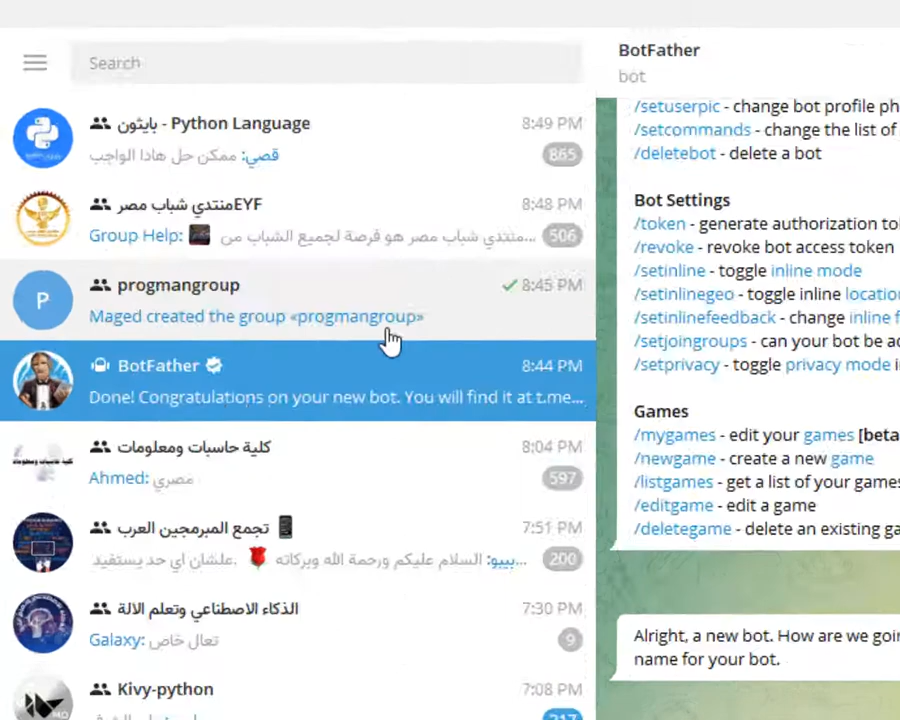 Search
بايثون - Python Language
8:49 PM
قصي: ممكن حل هادا الواجب
865
منتدي شباب مصرEYF
8:48 PM
Group Help: منتدي شباب مصر هو فرصة لجميع الشباب من...
506
P
progmangroup
8:45 PM
Maged created the group «progmangroup»
BotFather
8:44 PM
Done! Congratulations on your new bot. You will find it at t.me...
كلية حاسبات ومعلومات
8:04 PM
Ahmed: مصري
597
تجمع المبرمجين العرب
7:51 PM
بيبو: السلام عليكم ورحمة الله وبركاته 🌹 علشان اي حد يستفيد....
200
الذكاء الاصطناعي وتعلم الالة
7:30 PM
Galaxy: تعال خاص
9
Kivy-python
7:08 PM
BotFather
bot
/setuserpic - change bot profile ph
/setcommands - change the list of
/deletebot - delete a bot
Bot Settings
/token - generate authorization to
/revoke - revoke bot access token
/setinline - toggle inline mode
/setinlinegeo - toggle inline locatio
/setinlinefeedback - change inline f
/setjoingroups - can your bot be a
/setprivacy - toggle privacy mode i
Games
/mygames - edit your games [beta
/newgame - create a new game
/listgames - get a list of your games
/editgame - edit a game
/deletegame - delete an existing ga
Alright, a new bot. How are we goi
name for your bot.